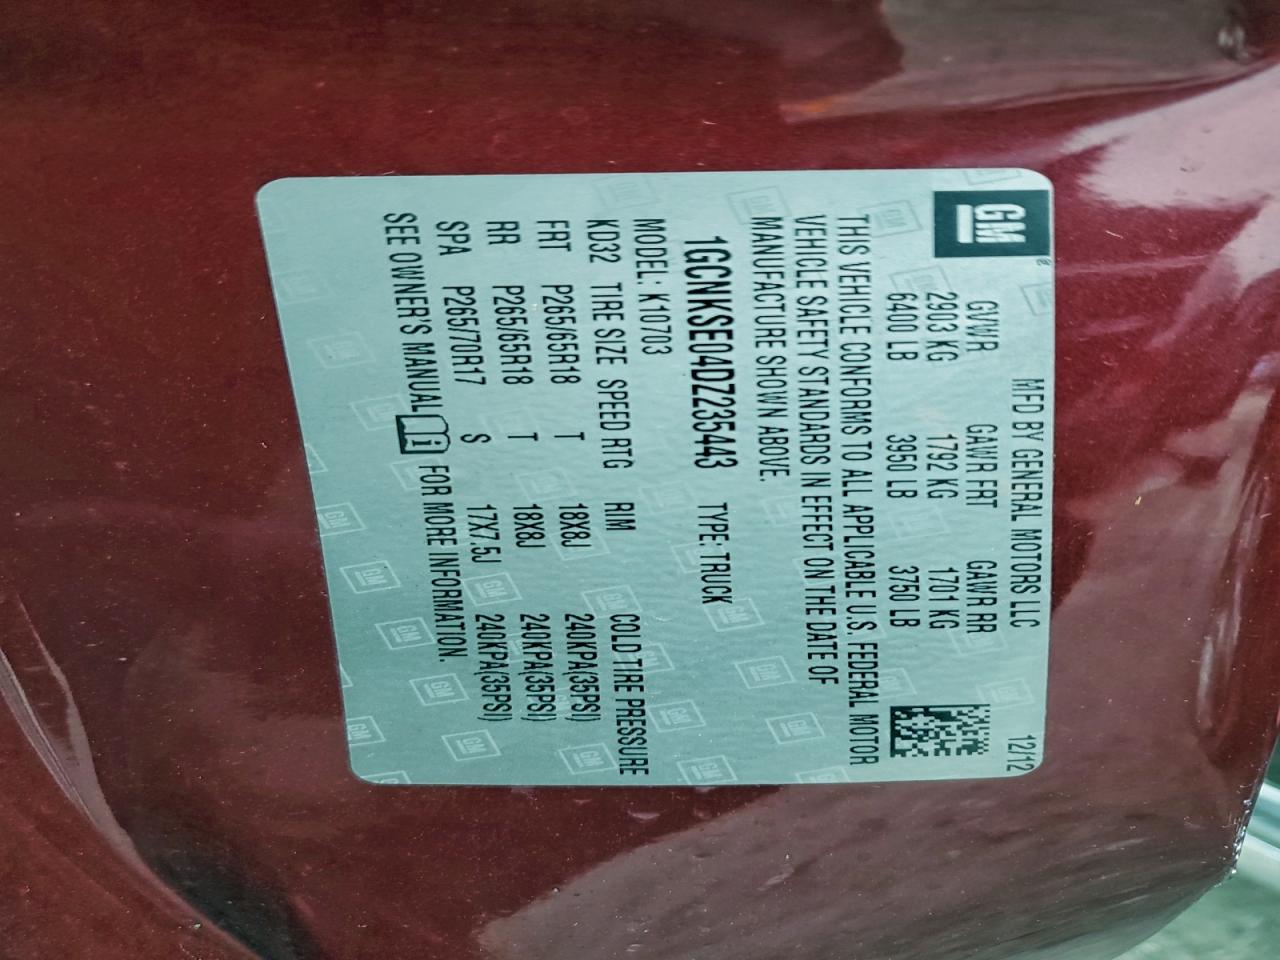 GM
MFD BY GENERAL MOTORS LLC 12/12
GVWR GAWR FRT GAWR RR
2903 KG 1792 KG 1701 KG
6400 LB 3950 LB 3750 LB
THIS VEHICLE CONFORMS TO ALL APPLICABLE U.S. FEDERAL MOTOR
VEHICLE SAFETY STANDARDS IN EFFECT ON THE DATE OF
MANUFACTURE SHOWN ABOVE.
1GCNKSE04DZ235443 TYPE: TRUCK
MODEL: K10703
KD32 TIRE SIZE SPEED RTG RIM COLD TIRE PRESSURE
FRT P265/65R18 T 18X8J 240KPA(35PSI)
RR P265/65R18 T 18X8J 240KPA(35PSI)
SPA P265/70R17 S 17X7.5J 240KPA(35PSI)
SEE OWNER'S MANUAL i FOR MORE INFORMATION.